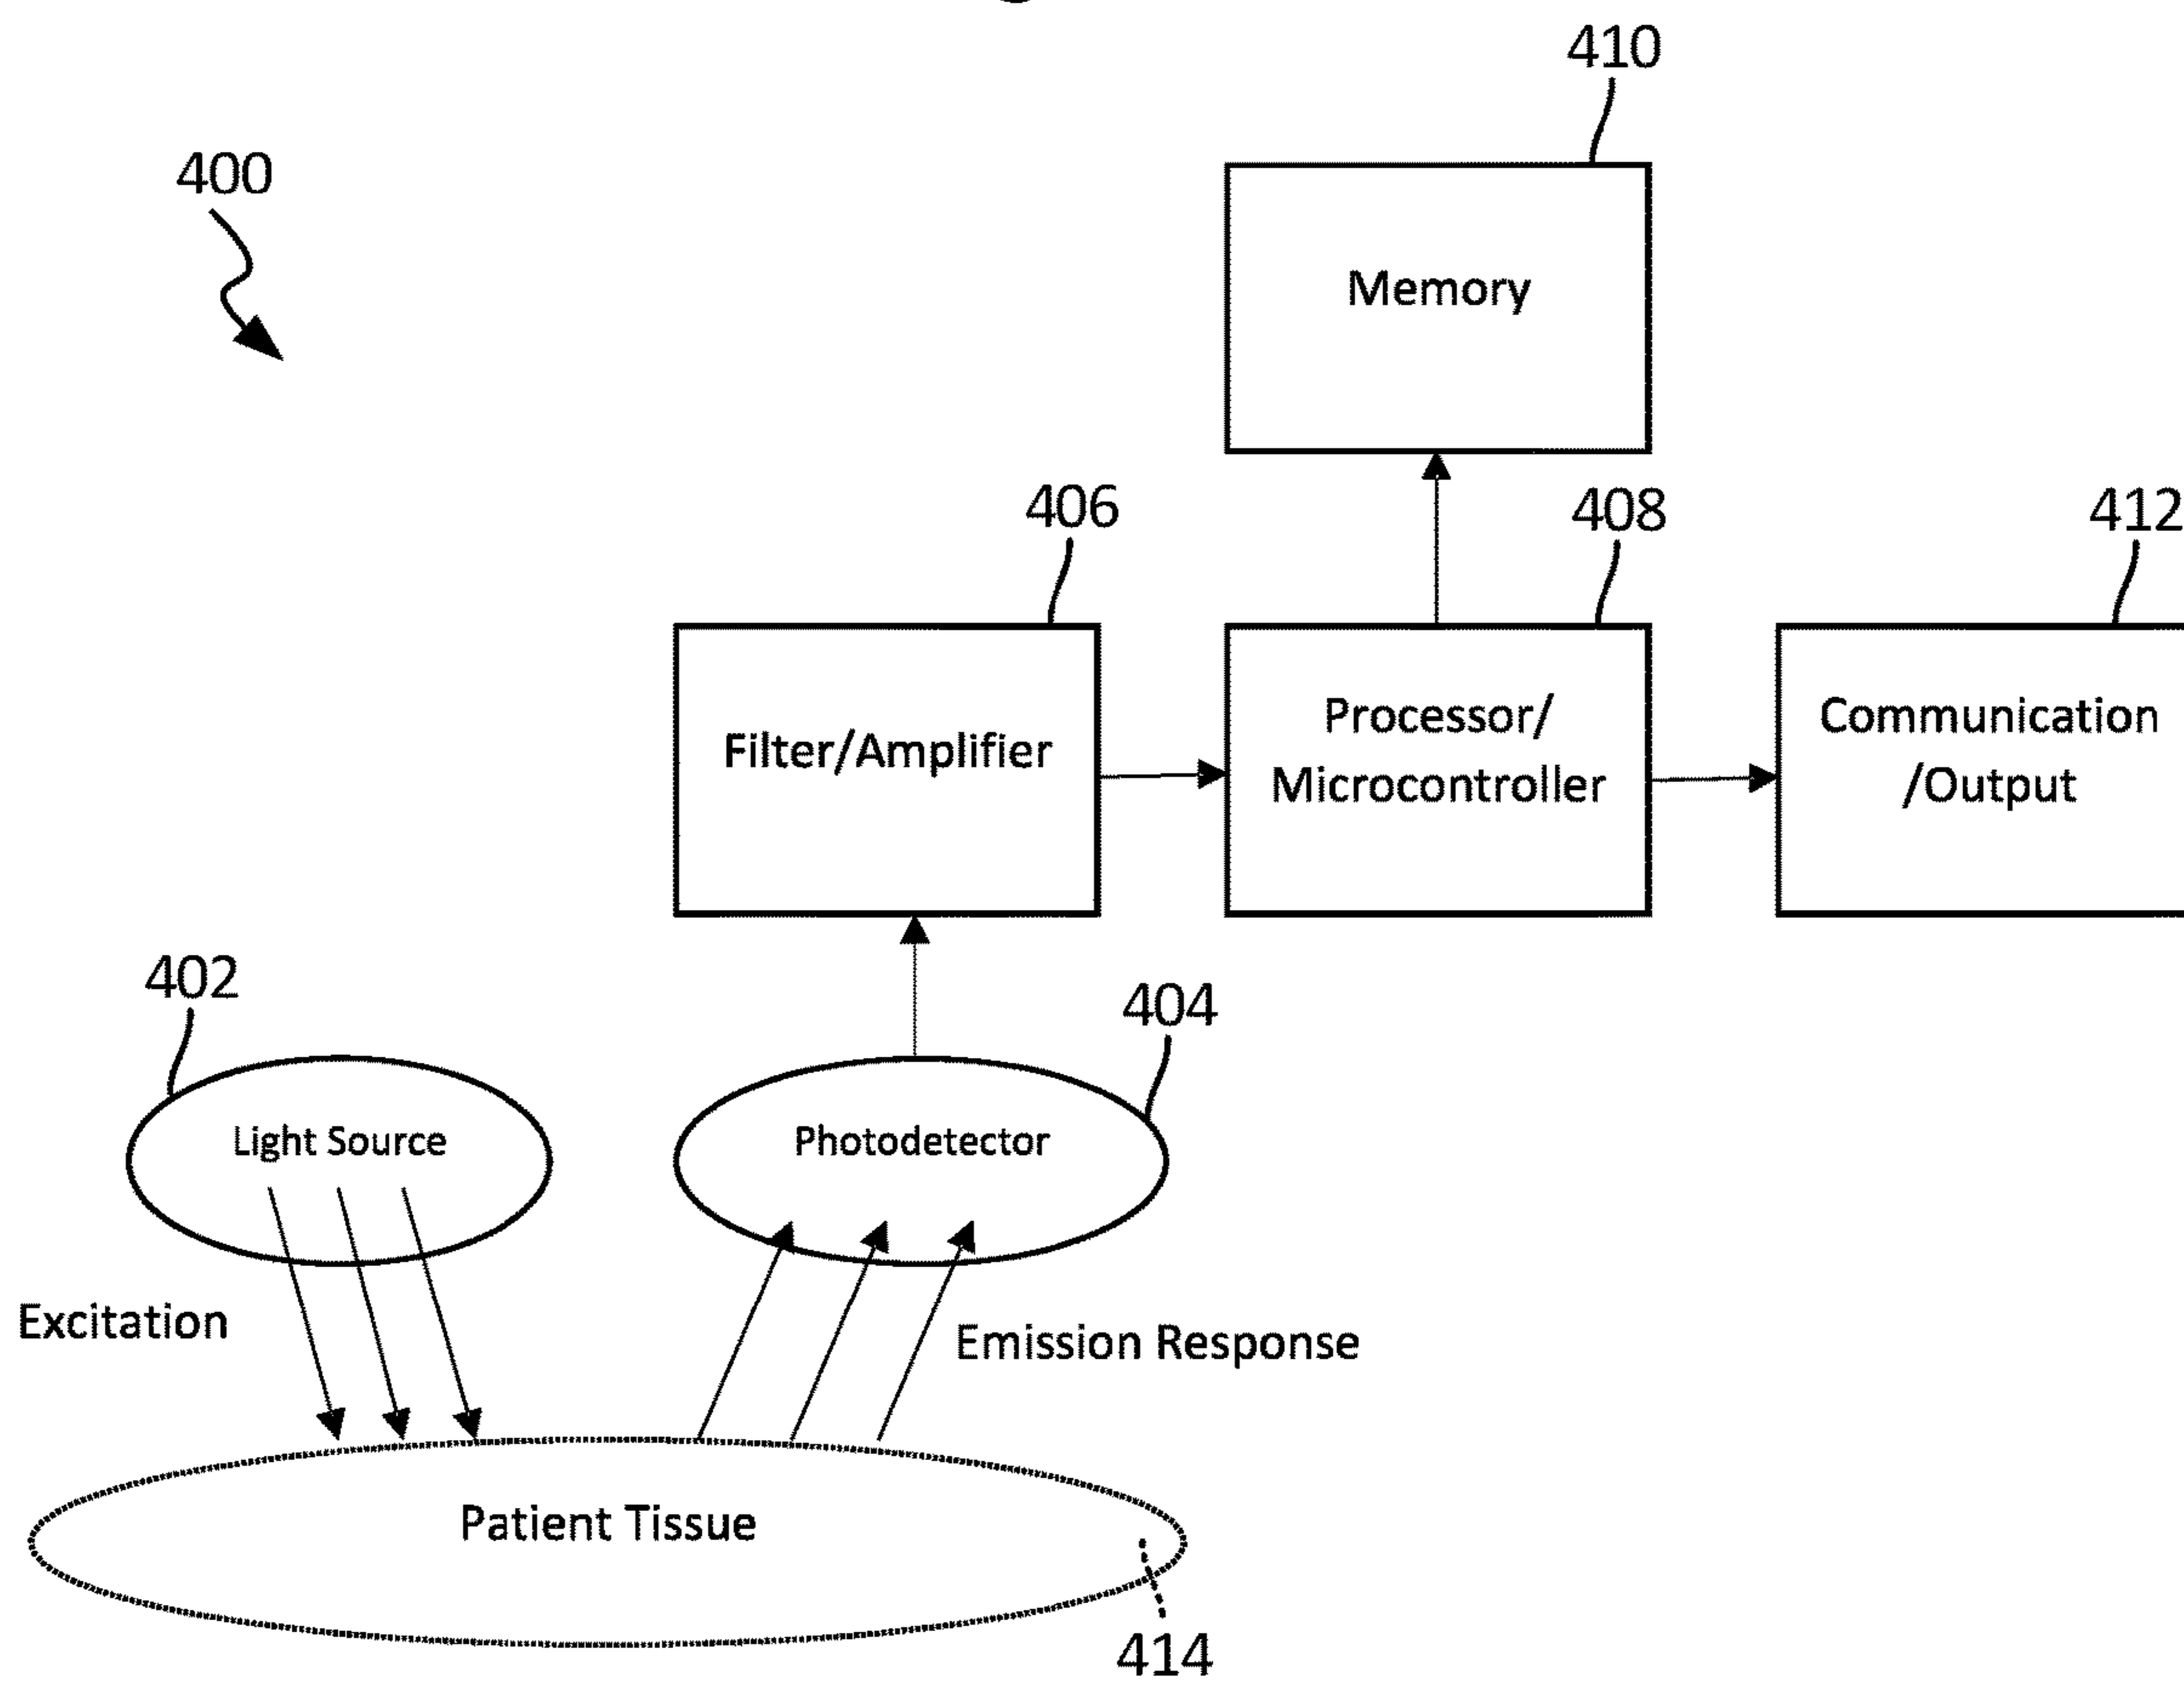 410
400
Memory
406
408
412
Filter/Amplifier
Processor/
Microcontroller
Communication
/Output
402
404
Light Source
Photodetector
Excitation
Emission Response
Patient Tissue
414